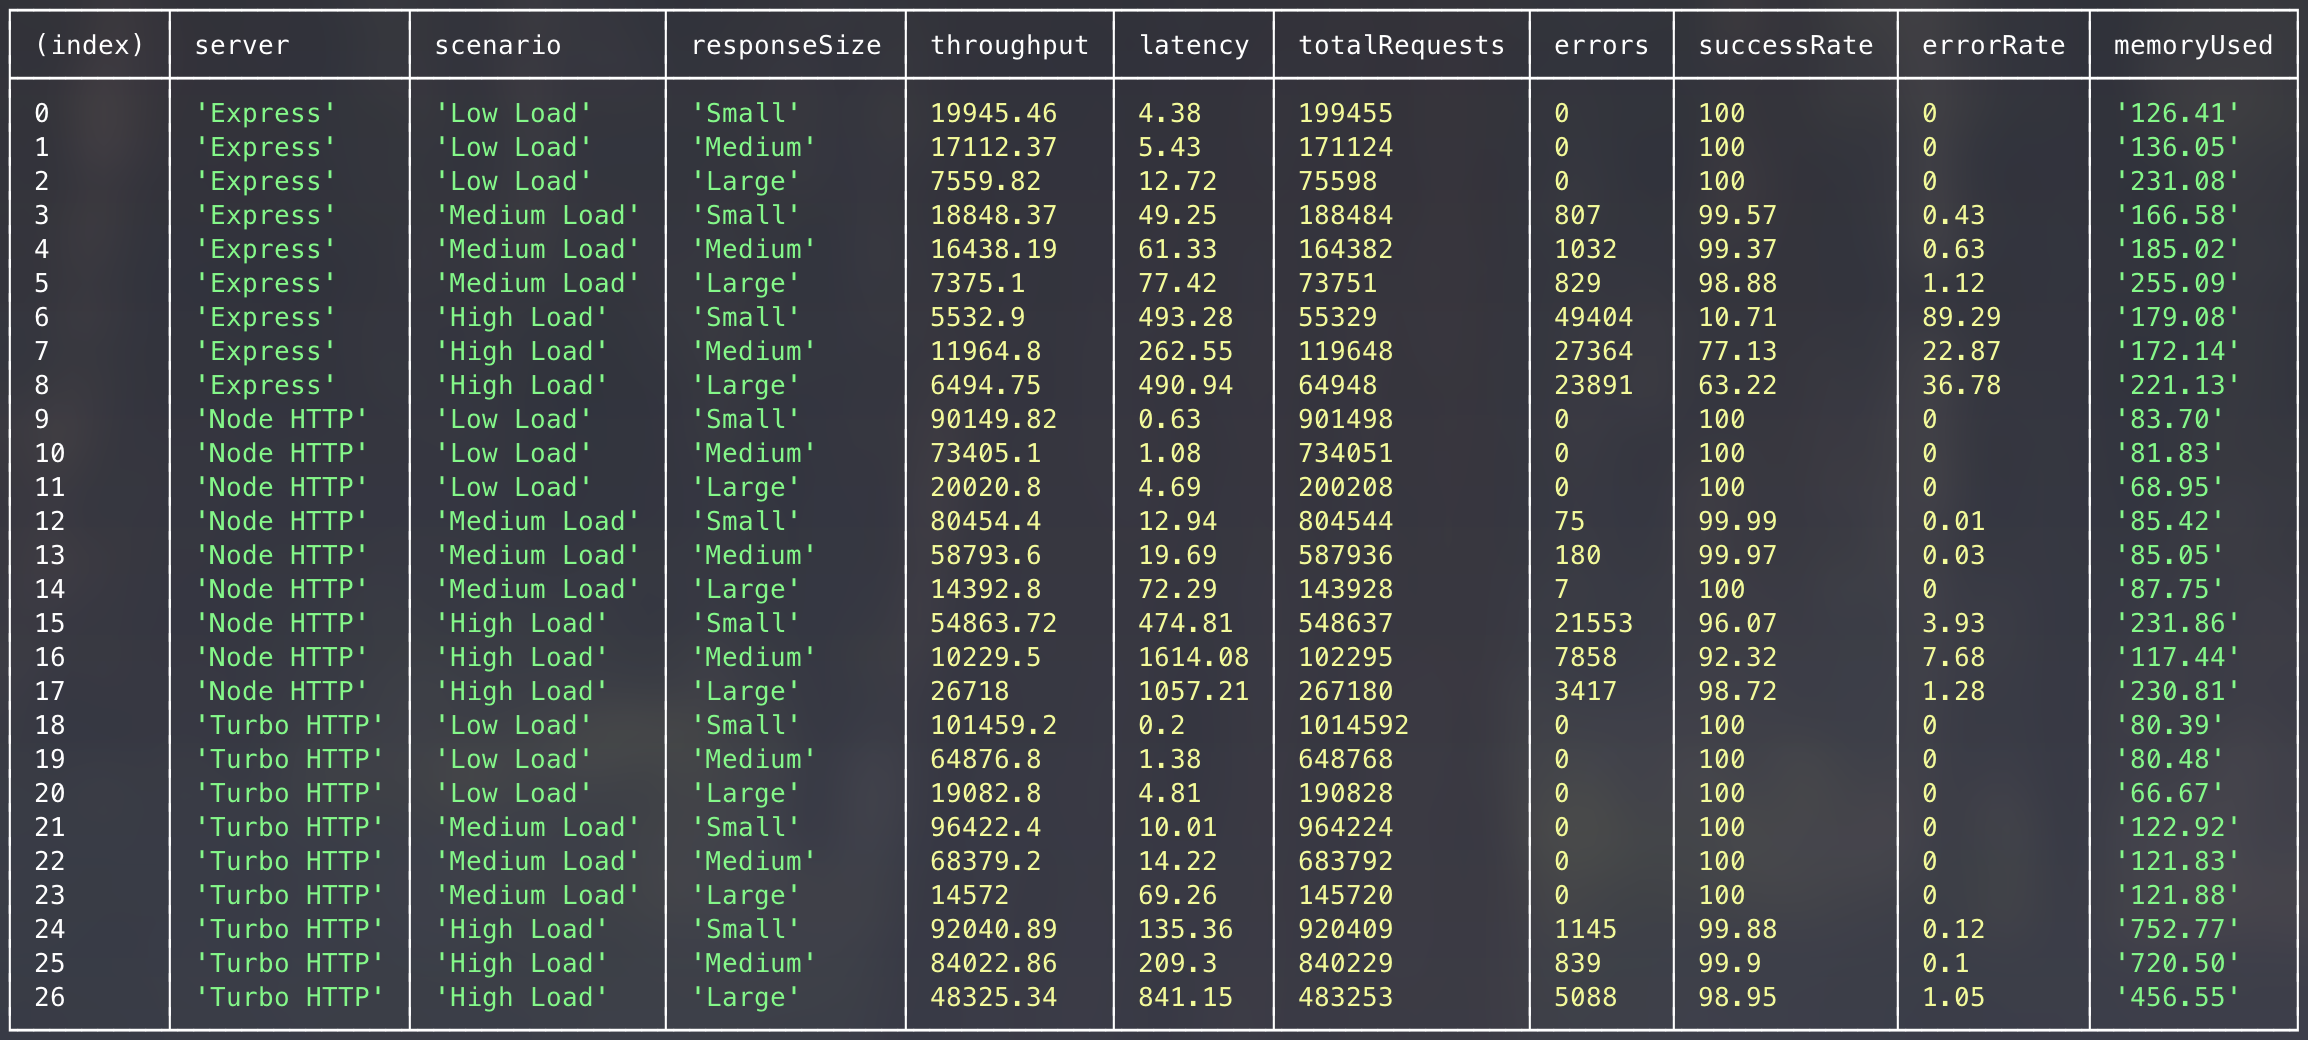 (index) server scenario responseSize throughput latency totalRequests errors successRate errorRate memoryUsed
0 'Express' 'Low Load' 'Small' 19945.46 4.38 199455 0 100 0 '126.41'
1 'Express' 'Low Load' 'Medium' 17112.37 5.43 171124 0 100 0 '136.05'
2 'Express' 'Low Load' 'Large' 7559.82 12.72 75598 0 100 0 '231.08'
3 'Express' 'Medium Load' 'Small' 18848.37 49.25 188484 807 99.57 0.43 '166.58'
4 'Express' 'Medium Load' 'Medium' 16438.19 61.33 164382 1032 99.37 0.63 '185.02'
5 'Express' 'Medium Load' 'Large' 7375.1 77.42 73751 829 98.88 1.12 '255.09'
6 'Express' 'High Load' 'Small' 5532.9 493.28 55329 49404 10.71 89.29 '179.08'
7 'Express' 'High Load' 'Medium' 11964.8 262.55 119648 27364 77.13 22.87 '172.14'
8 'Express' 'High Load' 'Large' 6494.75 490.94 64948 23891 63.22 36.78 '221.13'
9 'Node HTTP' 'Low Load' 'Small' 90149.82 0.63 901498 0 100 0 '83.70'
10 'Node HTTP' 'Low Load' 'Medium' 73405.1 1.08 734051 0 100 0 '81.83'
11 'Node HTTP' 'Low Load' 'Large' 20020.8 4.69 200208 0 100 0 '68.95'
12 'Node HTTP' 'Medium Load' 'Small' 80454.4 12.94 804544 75 99.99 0.01 '85.42'
13 'Node HTTP' 'Medium Load' 'Medium' 58793.6 19.69 587936 180 99.97 0.03 '85.05'
14 'Node HTTP' 'Medium Load' 'Large' 14392.8 72.29 143928 7 100 0 '87.75'
15 'Node HTTP' 'High Load' 'Small' 54863.72 474.81 548637 21553 96.07 3.93 '231.86'
16 'Node HTTP' 'High Load' 'Medium' 10229.5 1614.08 102295 7858 92.32 7.68 '117.44'
17 'Node HTTP' 'High Load' 'Large' 26718 1057.21 267180 3417 98.72 1.28 '230.81'
18 'Turbo HTTP' 'Low Load' 'Small' 101459.2 0.2 1014592 0 100 0 '80.39'
19 'Turbo HTTP' 'Low Load' 'Medium' 64876.8 1.38 648768 0 100 0 '80.48'
20 'Turbo HTTP' 'Low Load' 'Large' 19082.8 4.81 190828 0 100 0 '66.67'
21 'Turbo HTTP' 'Medium Load' 'Small' 96422.4 10.01 964224 0 100 0 '122.92'
22 'Turbo HTTP' 'Medium Load' 'Medium' 68379.2 14.22 683792 0 100 0 '121.83'
23 'Turbo HTTP' 'Medium Load' 'Large' 14572 69.26 145720 0 100 0 '121.88'
24 'Turbo HTTP' 'High Load' 'Small' 92040.89 135.36 920409 1145 99.88 0.12 '752.77'
25 'Turbo HTTP' 'High Load' 'Medium' 84022.86 209.3 840229 839 99.9 0.1 '720.50'
26 'Turbo HTTP' 'High Load' 'Large' 48325.34 841.15 483253 5088 98.95 1.05 '456.55'